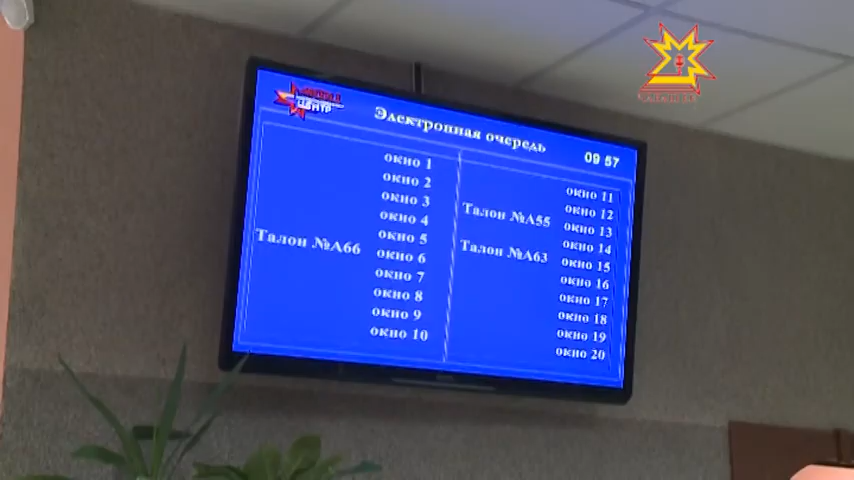 ЦЕНТР
Электронная очередь
09 57
окно 1
окно 2
окно 3
окно 4
окно 5
Талон №А66 окно 6
окно 7
окно 8
окно 9
окно 10
окно 11
окно 12
Талон №А55 окно 13
окно 14
Талон №А63 окно 15
окно 16
окно 17
окно 18
окно 19
окно 20